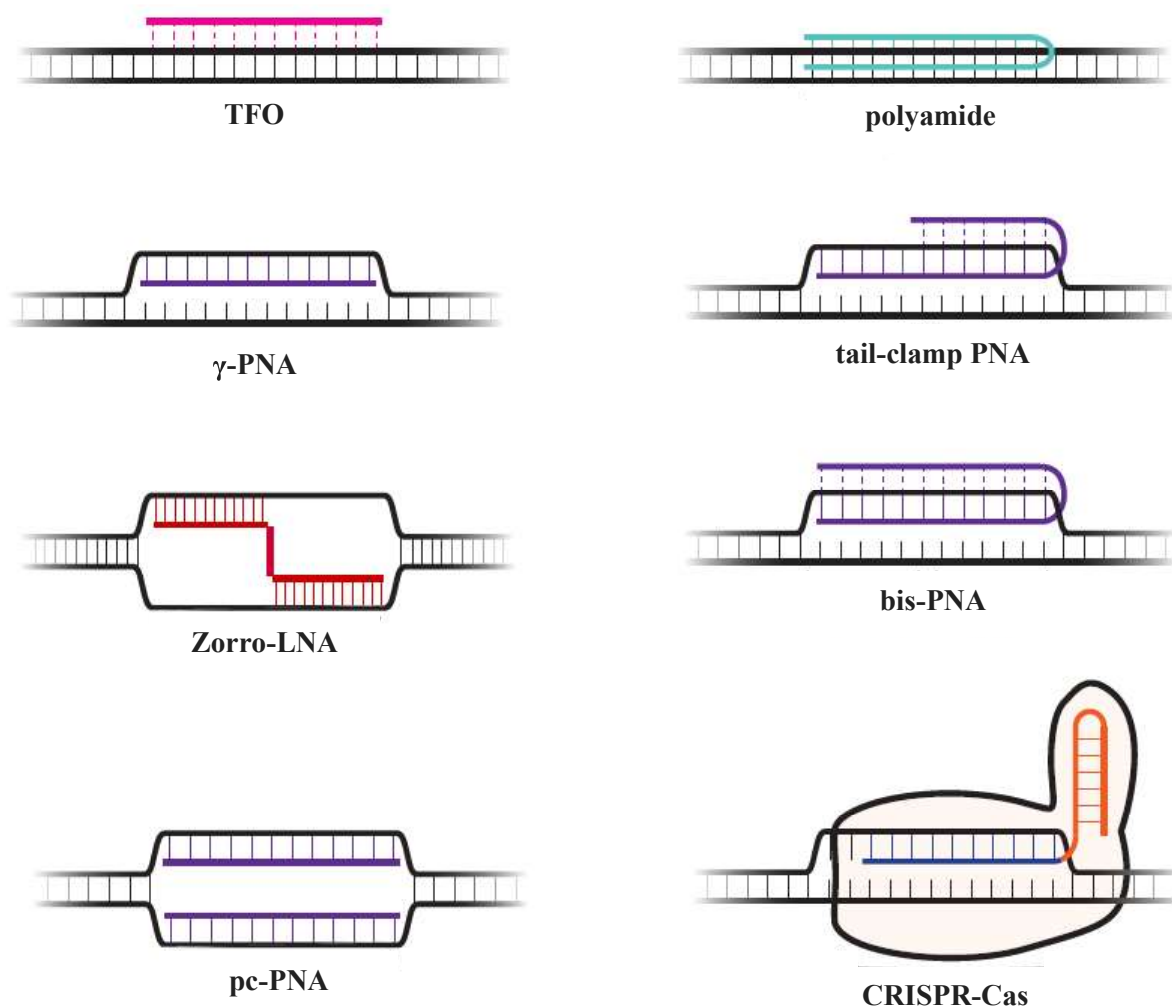 TFO
polyamide
γ-PNA
tail-clamp PNA
Zorro-LNA
bis-PNA
pc-PNA
CRISPR-Cas